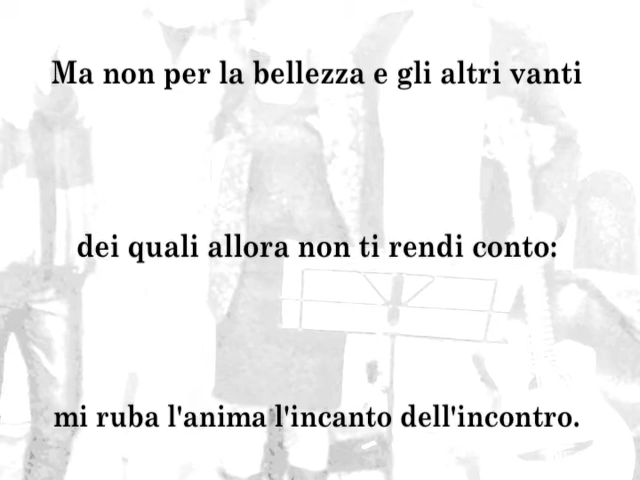 Ma non per la bellezza e gli altri vanti
dei quali allora non ti rendi conto:
mi ruba l'anima l'incanto dell'incontro.